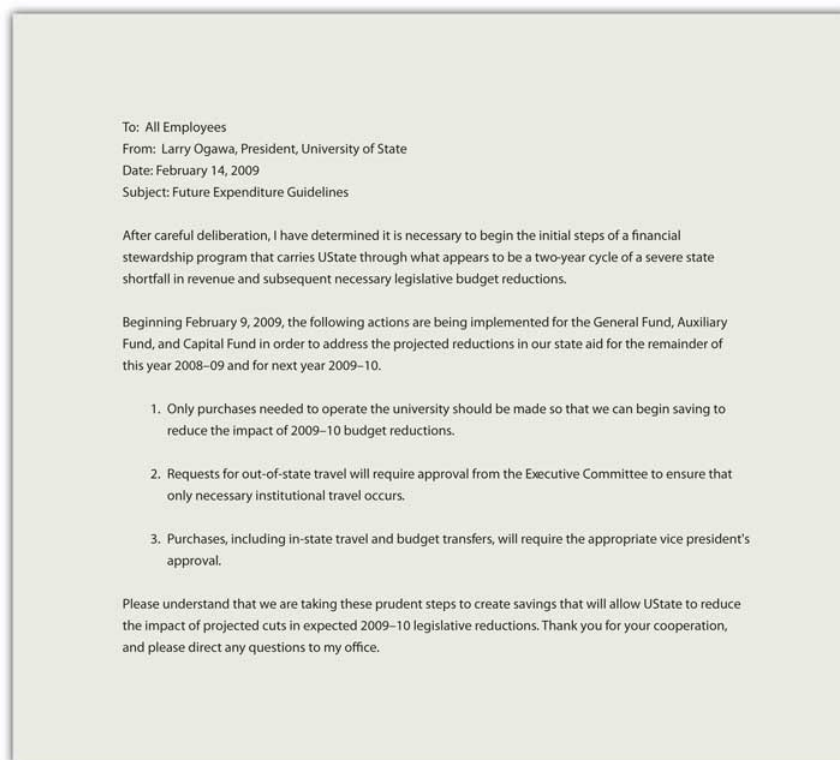 To: All Employees
From: Larry Ogawa, President, University of State
Date: February 14, 2009
Subject: Future Expenditure Guidelines
After careful deliberation, I have determined it is necessary to begin the initial steps of a financial
stewardship program that carries UState through what appears to be a two-year cycle of a severe state
shortfall in revenue and subsequent necessary legislative budget reductions.
Beginning February 9, 2009, the following actions are being implemented for the General Fund, Auxiliary
Fund, and Capital Fund in order to address the projected reductions in our state aid for the remainder of
this year 2008–09 and for next year 2009–10.
1. Only purchases needed to operate the university should be made so that we can begin saving to
reduce the impact of 2009–10 budget reductions.
2. Requests for out-of-state travel will require approval from the Executive Committee to ensure that
only necessary institutional travel occurs.
3. Purchases, including in-state travel and budget transfers, will require the appropriate vice president's
approval.
Please understand that we are taking these prudent steps to create savings that will allow UState to reduce
the impact of projected cuts in expected 2009–10 legislative reductions. Thank you for your cooperation,
and please direct any questions to my office.